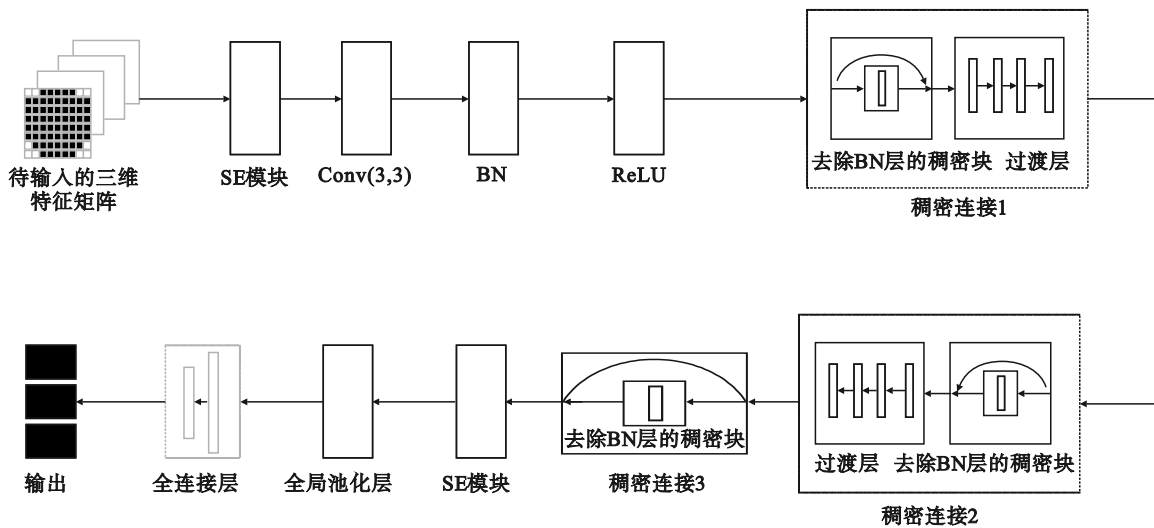 待输入的三维
特征矩阵
SE模块
Conv(3,3)
BN
ReLU
去除BN层的稠密块 过渡层
稠密连接1
输出
全连接层
全局池化层
SE模块
去除BN层的稠密块
稠密连接3
过渡层 去除BN层的稠密块
稠密连接2